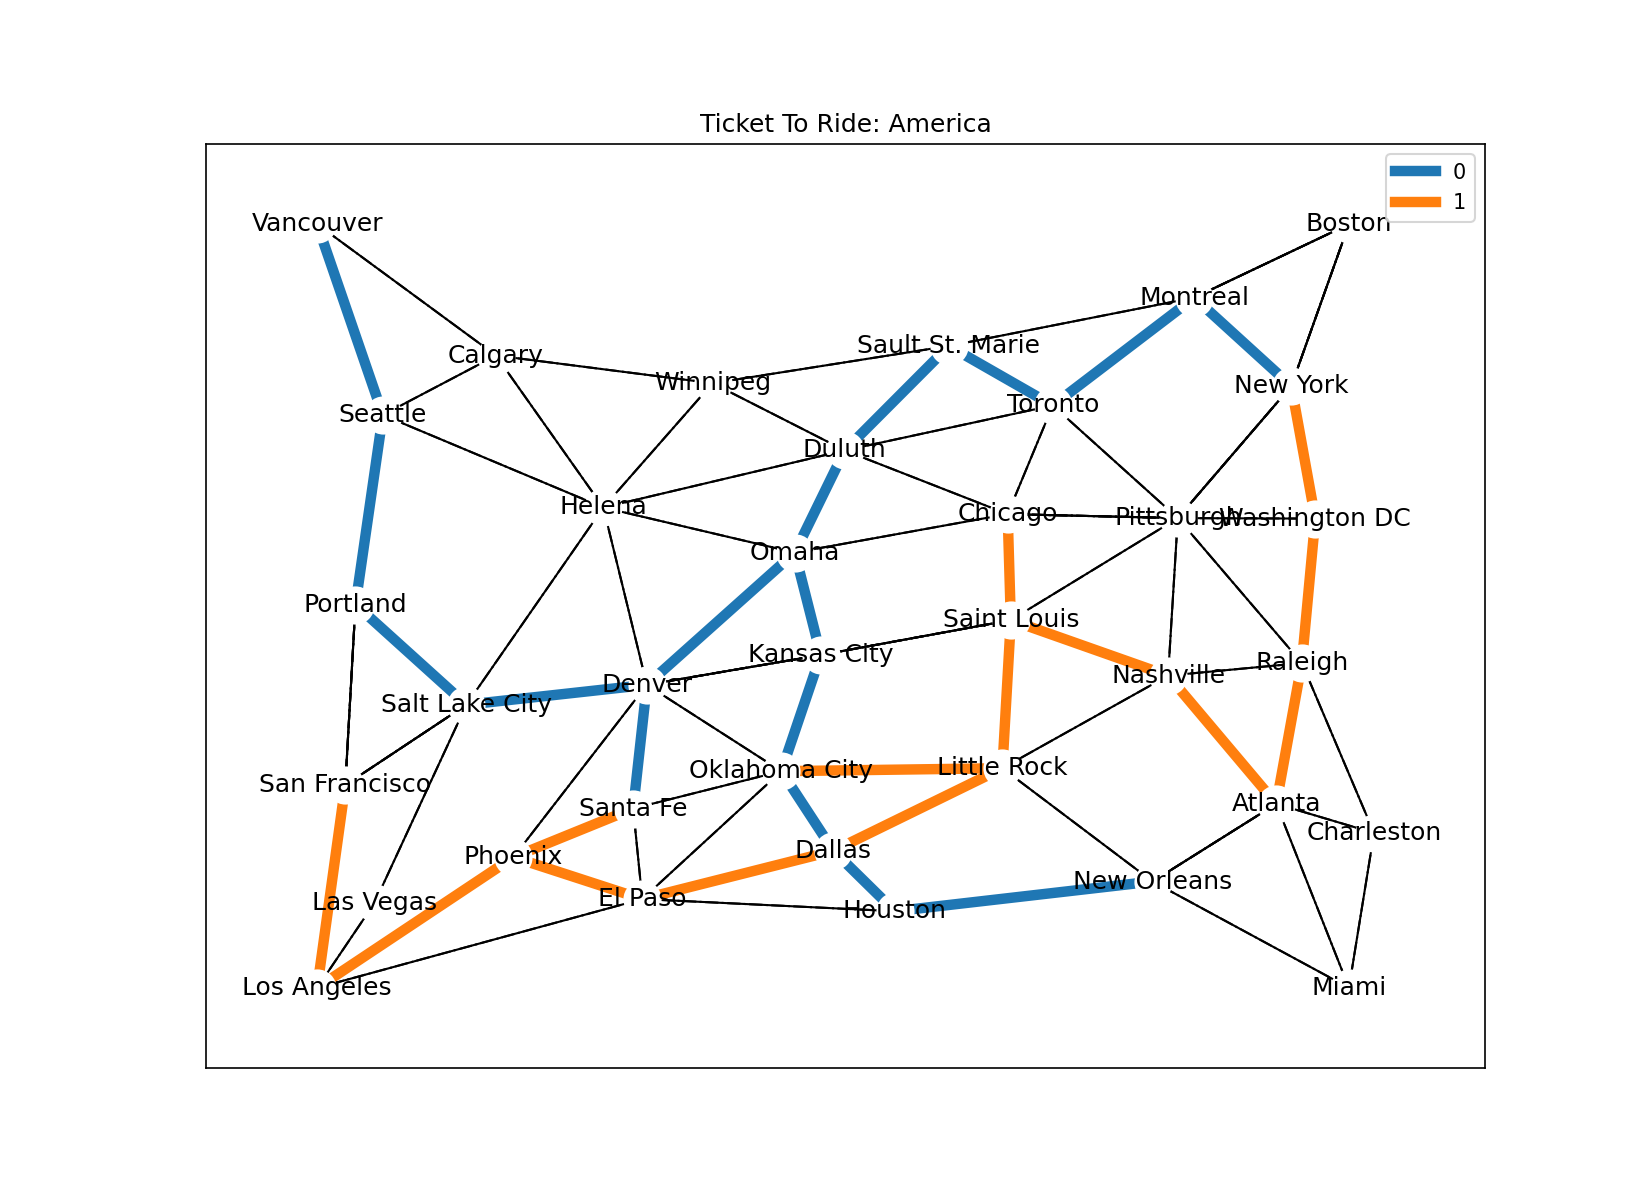 Ticket To Ride: America
0
1
Vancouver
Boston
Montreal
Sault St. Marie
Calgary
Winnipeg
New York
Toronto
Seattle
Duluth
Helena
Chicago
Pittsburgh
Washington DC
Omaha
Portland
Saint Louis
Kansas City
Raleigh
Nashville
Denver
Salt Lake City
Oklahoma City
Little Rock
San Francisco
Santa Fe
Atlanta
Charleston
Phoenix
Dallas
New Orleans
El Paso
Las Vegas
Houston
Los Angeles
Miami